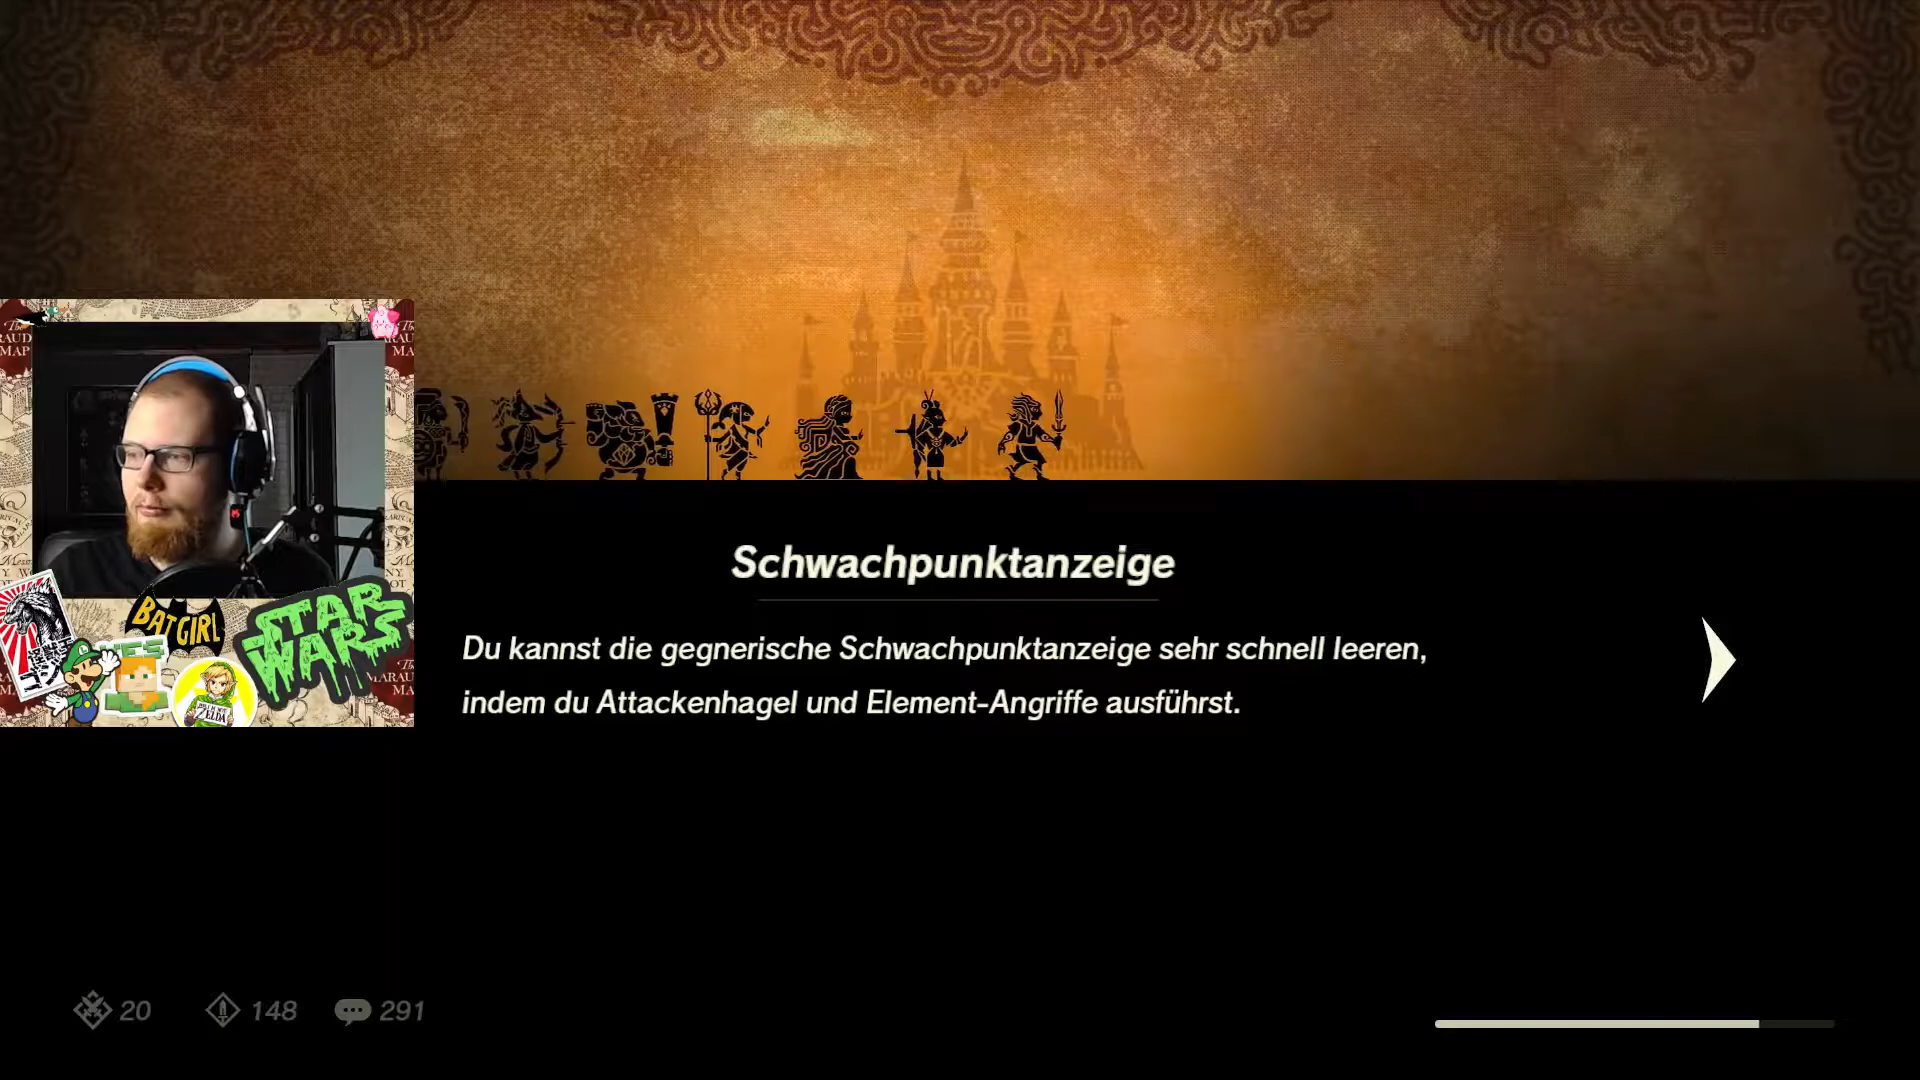 Schwachpunktanzeige
Du kannst die gegnerische Schwachpunktanzeige sehr schnell leeren,
indem du Attackenhagel und Element-Angriffe ausführst.
BATGIRL
STAR
WARS
ZELDA
20
148
291